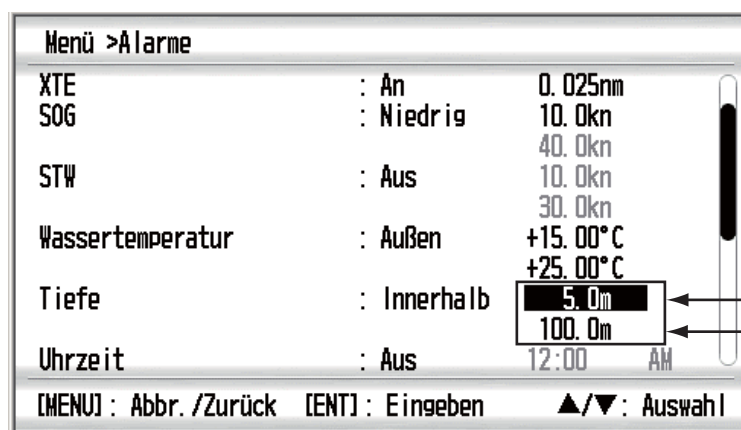 Menü >Alarme
XTE : An 0.025nm
SOG : Niedrig 10.0kn
40.0kn
STW : Aus 10.0kn
30.0kn
Wassertemperatur : Außen +15.00°C
+25.00°C
Tiefe : Innerhalb 5.0m
100.0m
Uhrzeit : Aus 12:00 AM
[MENU] : Abbr./Zurück [ENT] : Eingeben ▲/▼ : Auswahl